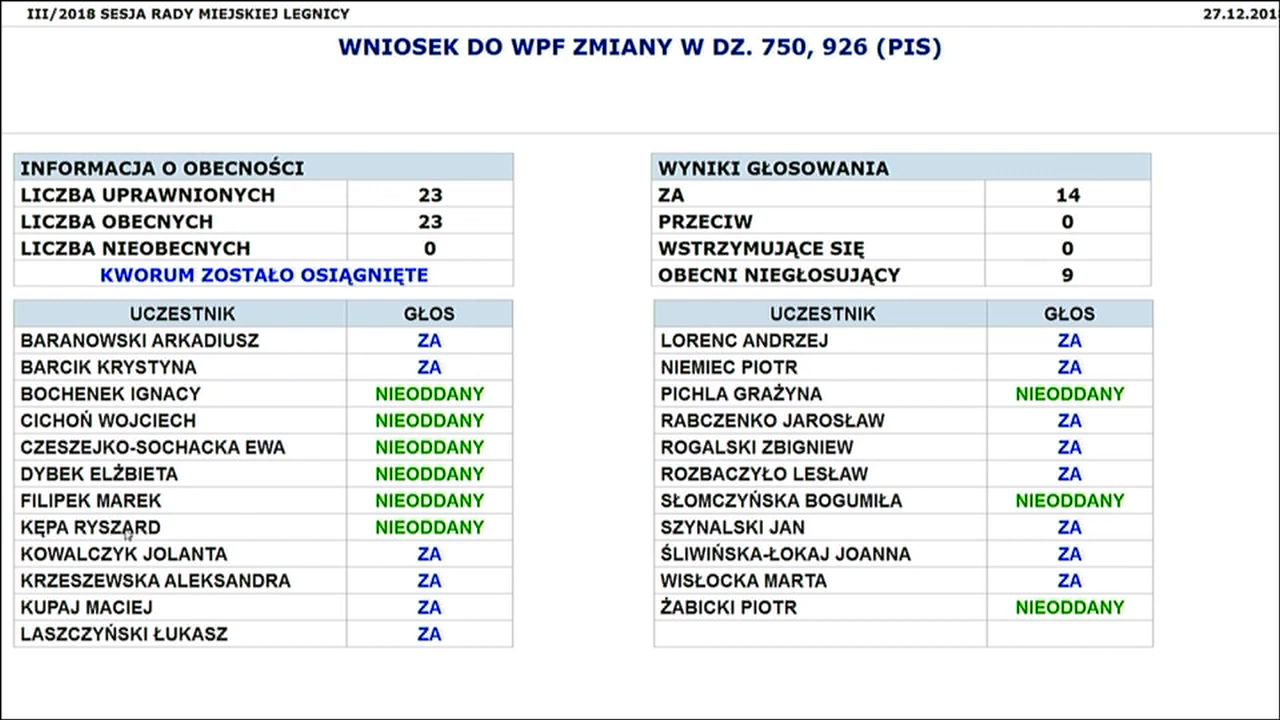 III/2018 SESJA RADY MIEJSKIEJ LEGNICY
27.12.201
WNIOSEK DO WPF ZMIANY W DZ. 750, 926 (PIS)
INFORMACJA O OBECNOŚCI
LICZBA UPRAWNIONYCH 23
LICZBA OBECNYCH 23
LICZBA NIEOBECNYCH 0
KWORUM ZOSTAŁO OSIĄGNIĘTE
WYNIKI GŁOSOWANIA
ZA 14
PRZECIW 0
WSTRZYMUJĄCE SIĘ 0
OBECNI NIEGŁOSUJĄCY 9
UCZESTNIK GŁOS
BARANOWSKI ARKADIUSZ ZA
BARCIK KRYSTYNA ZA
BOCHENEK IGNACY NIEODDANY
CICHOŃ WOJCIECH NIEODDANY
CZESZEJKO-SOCHACKA EWA NIEODDANY
DYBEK ELŻBIETA NIEODDANY
FILIPEK MAREK NIEODDANY
KĘPA RYSZARD NIEODDANY
KOWALCZYK JOLANTA ZA
KRZESZEWSKA ALEKSANDRA ZA
KUPAJ MACIEJ ZA
LASZCZYŃSKI ŁUKASZ ZA
UCZESTNIK GŁOS
LORENC ANDRZEJ ZA
NIEMIEC PIOTR ZA
PICHLA GRAŻYNA NIEODDANY
RABCZENKO JAROSŁAW ZA
ROGALSKI ZBIGNIEW ZA
ROZBACZYŁO LESŁAW ZA
SŁOMCZYŃSKA BOGUMIŁA NIEODDANY
SZYNALSKI JAN ZA
ŚLIWIŃSKA-ŁOKAJ JOANNA ZA
WISŁOCKA MARTA ZA
ŻABICKI PIOTR NIEODDANY